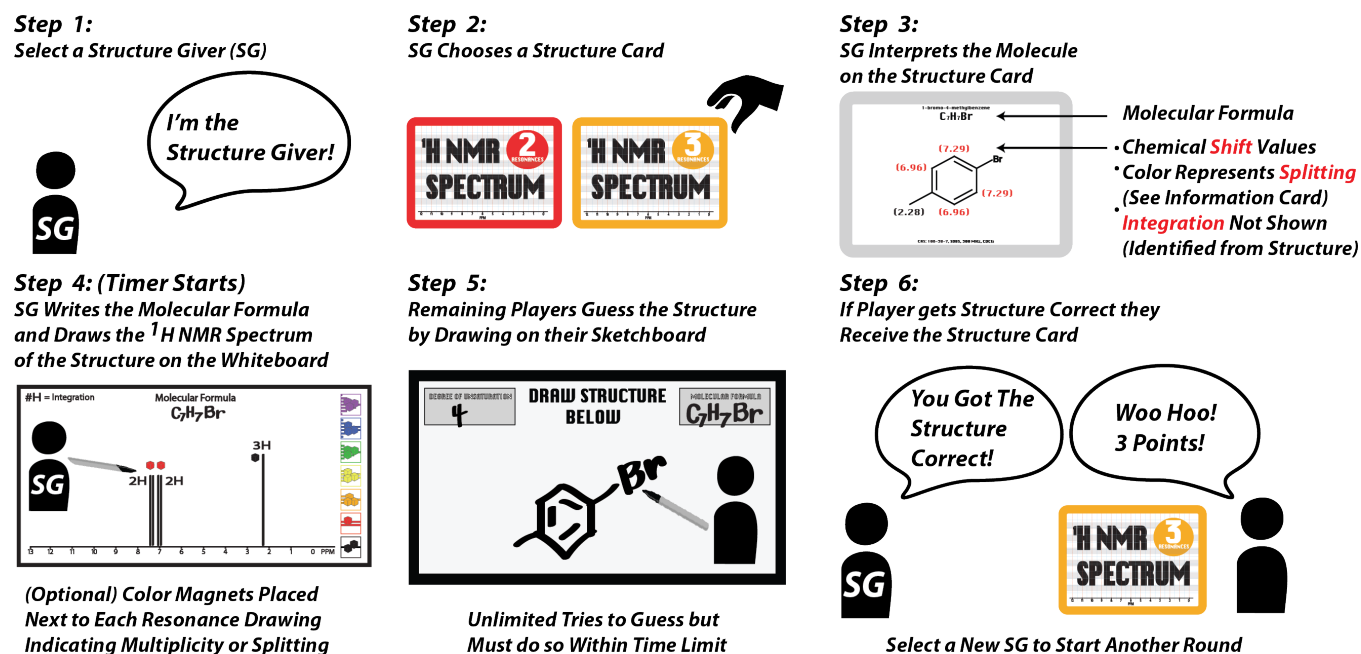 Step 1:
Select a Structure Giver (SG)
I'm the
Structure Giver!
SG
Step 2:
SG Chooses a Structure Card
¹H NMR
2
RESONANCES
SPECTRUM
PPM
¹H NMR
3
RESONANCES
SPECTRUM
PPM
Step 3:
SG Interprets the Molecule
on the Structure Card
1-bromo-4-methylbenzene
C₇H₇Br
(7.29)
Br
(6.96)
(7.29)
(2.28)
(6.96)
Molecular Formula
• Chemical Shift Values
• Color Represents Splitting
(See Information Card)
• Integration Not Shown
(Identified from Structure)
Step 4: (Timer Starts)
SG Writes the Molecular Formula
and Draws the ¹H NMR Spectrum
of the Structure on the Whiteboard
#H = Integration
Molecular Formula
C₇H₇Br
SG
2H
2H
3H
13 12 11 10 9 8 7 6 5 4 3 2 1 0 PPM
(Optional) Color Magnets Placed
Next to Each Resonance Drawing
Indicating Multiplicity or Splitting
Step 5:
Remaining Players Guess the Structure
by Drawing on their Sketchboard
DEGREE OF UNSATURATION
4
DRAW STRUCTURE
BELOW
MOLECULAR FORMULA
C₇H₇Br
Br
Unlimited Tries to Guess but
Must do so Within Time Limit
Step 6:
If Player gets Structure Correct they
Receive the Structure Card
You Got The
Structure
Correct!
Woo Hoo!
3 Points!
SG
¹H NMR
3
RESONANCES
SPECTRUM
PPM
Select a New SG to Start Another Round